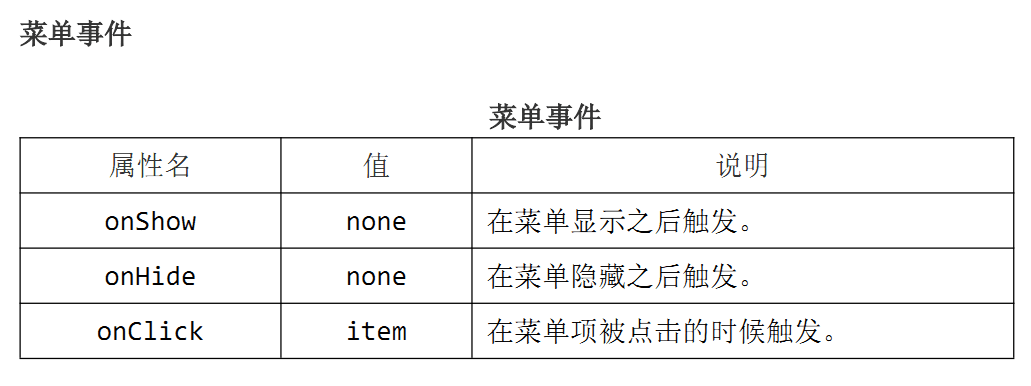 菜单事件
菜单事件
属性名 值 说明
onShow none 在菜单显示之后触发。
onHide none 在菜单隐藏之后触发。
onClick item 在菜单项被点击的时候触发。